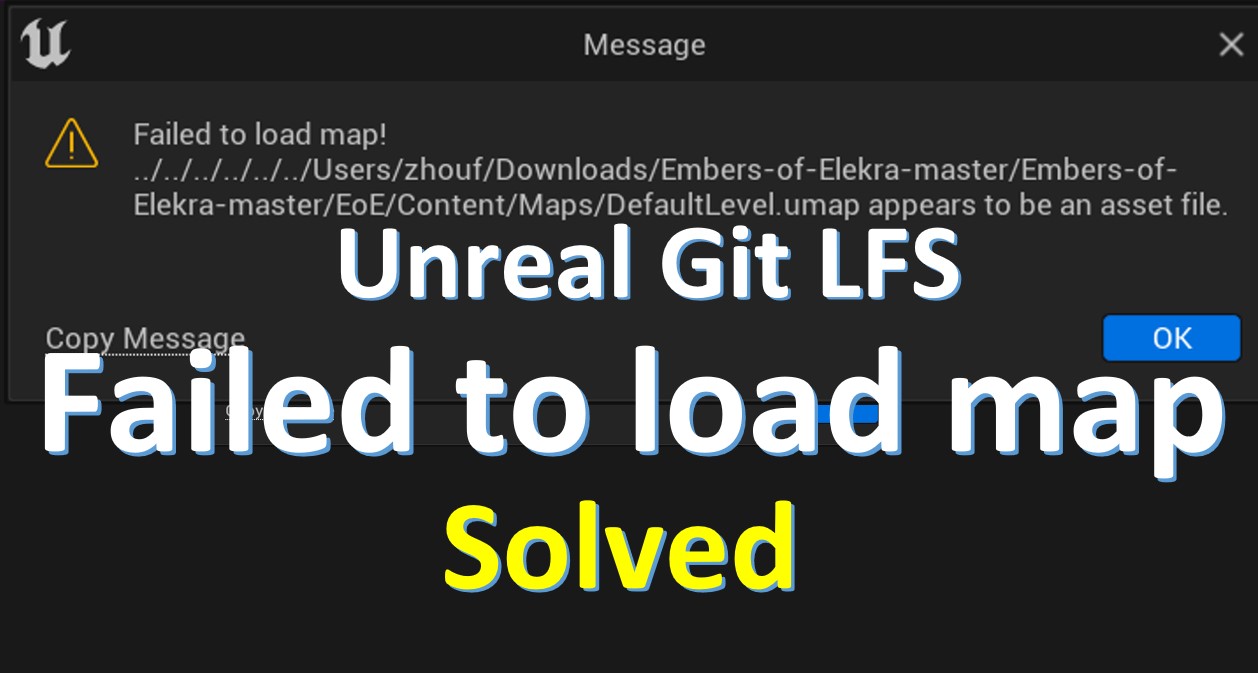 Message
Failed to load map!
../../../../../../Users/zhouf/Downloads/Embers-of-Elekra-master/Embers-of-
Elekra-master/EoE/Content/Maps/DefaultLevel.umap appears to be an asset file.
Unreal Git LFS
Copy Message
OK
Failed to load map
Copy
Solved